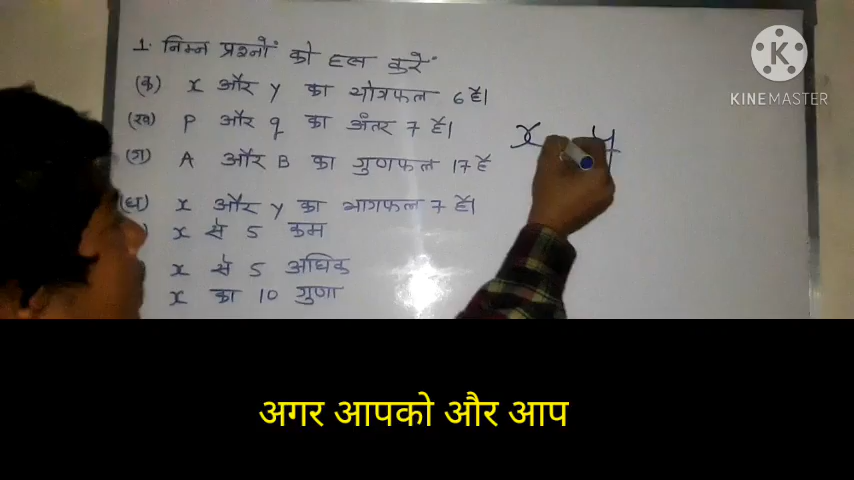 1. निम्न प्रश्नों को हल करें
(क) x और y का योगफल 6 है।
(ख) P और q का अंतर 7 है।
(ग) A और B का गुणफल 17 है
(घ) x और y का भागफल 7 है।
x से 5 कम
x से 5 अधिक
x का 10 गुणा
x y
KINEMASTER
अगर आपको और आप